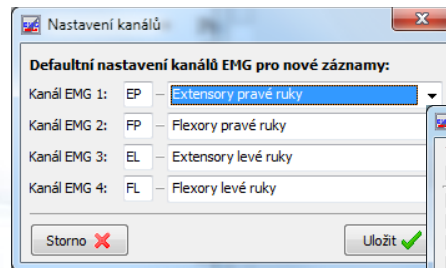 Nastavení kanálů
Defaultní nastavení kanálů EMG pro nové záznamy:
Kanál EMG 1: EP – Extensory pravé ruky
Kanál EMG 2: FP – Flexory pravé ruky
Kanál EMG 3: EL – Extensory levé ruky
Kanál EMG 4: FL – Flexory levé ruky
Storno Uložit